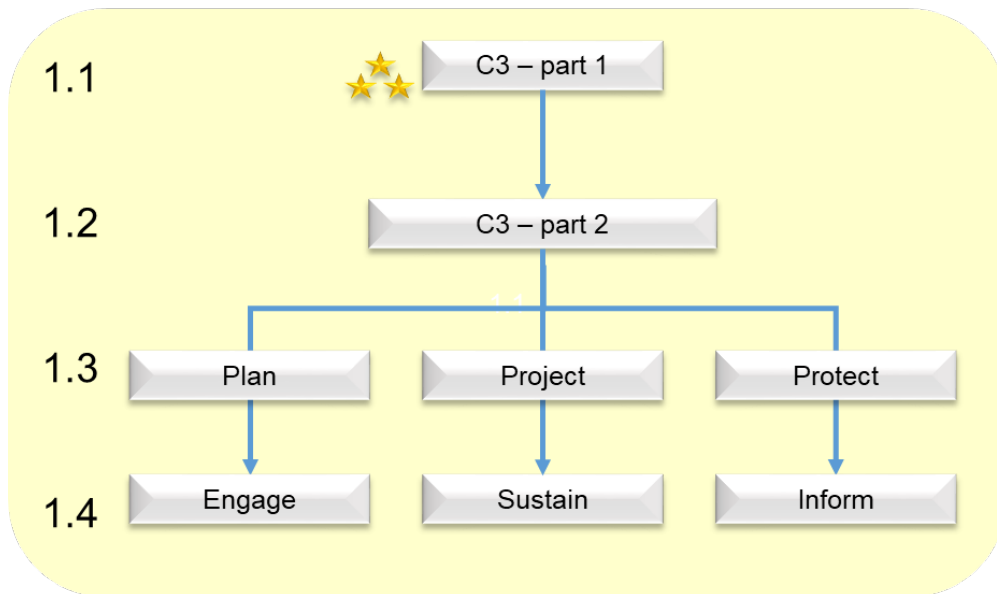 1.1
C3 – part 1
1.2
C3 – part 2
1.3
Plan
Project
Protect
1.4
Engage
Sustain
Inform